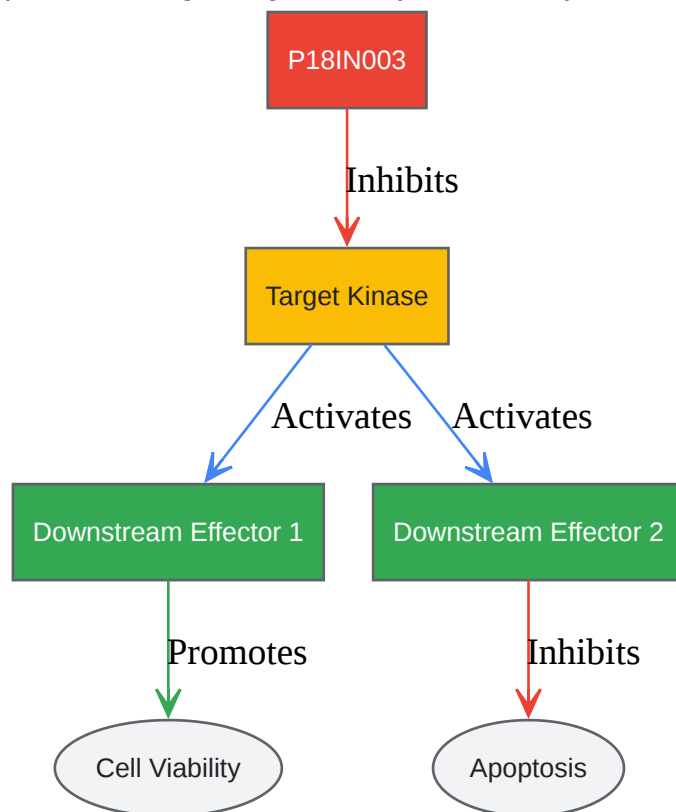 P18IN003
Inhibits
Target Kinase
Activates Activates
Downstream Effector 1 Downstream Effector 2
Promotes Inhibits
Cell Viability Apoptosis